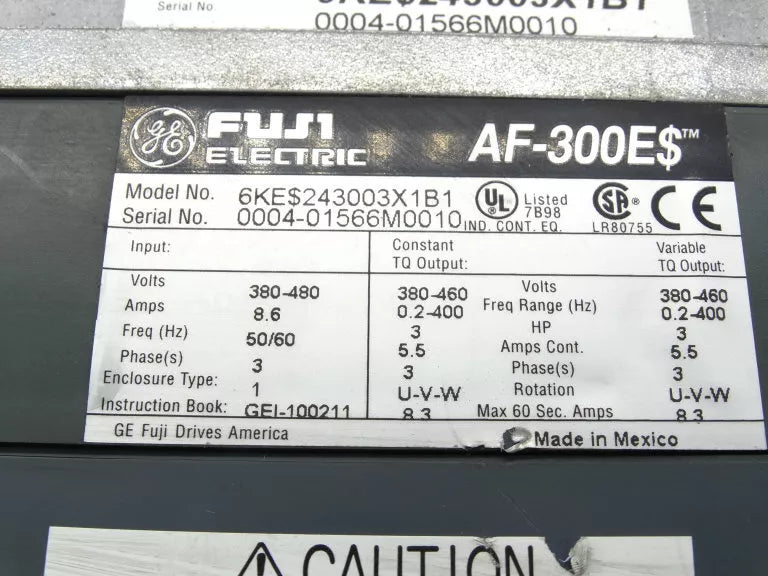 Serial No. 6KE$243003X1B1
0004-01566M0010
GE FUJI ELECTRIC AF-300E$™
Model No. 6KE$243003X1B1 UL® Listed 7B98 IND. CONT. EQ. SA® LR80755 CE
Serial No. 0004-01566M0010
Input: Constant TQ Output: Variable TQ Output:
Volts 380-480 380-460 Volts 380-460
Amps 8.6 0.2-400 Freq Range (Hz) 0.2-400
Freq (Hz) 50/60 3 HP 3
Phase(s) 3 5.5 Amps Cont. 5.5
Enclosure Type: 1 3 Phase(s) 3
U-V-W Rotation U-V-W
Instruction Book: GEI-100211 8.3 Max 60 Sec. Amps 8.3
GE Fuji Drives America Made in Mexico
CAUTION